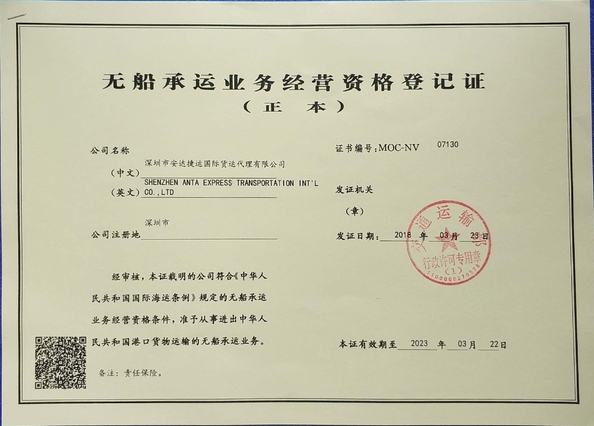 无船承运业务经营资格登记证
（正 本）
公司名称
（中文） 深圳市安达捷运国际货运代理有限公司
（英文） SHENZHEN ANTA EXPRESS TRANSPORTATION INT'L
CO.,LTD
公司注册地 深圳市
证书编号：MOC-NV 07130
发证机关
（章）
发证日期： 2018 年 03 月 23 日
交通运输部
行政许可专用章
（1）
经审核，本证载明的公司符合《中华人
民共和国国际海运条例》规定的无船承运
业务经营资格条件，准予从事进出中华人
民共和国港口货物运输的无船承运业务。
本证有效期至 2023 年 03 月 22 日
备注：责任保险。